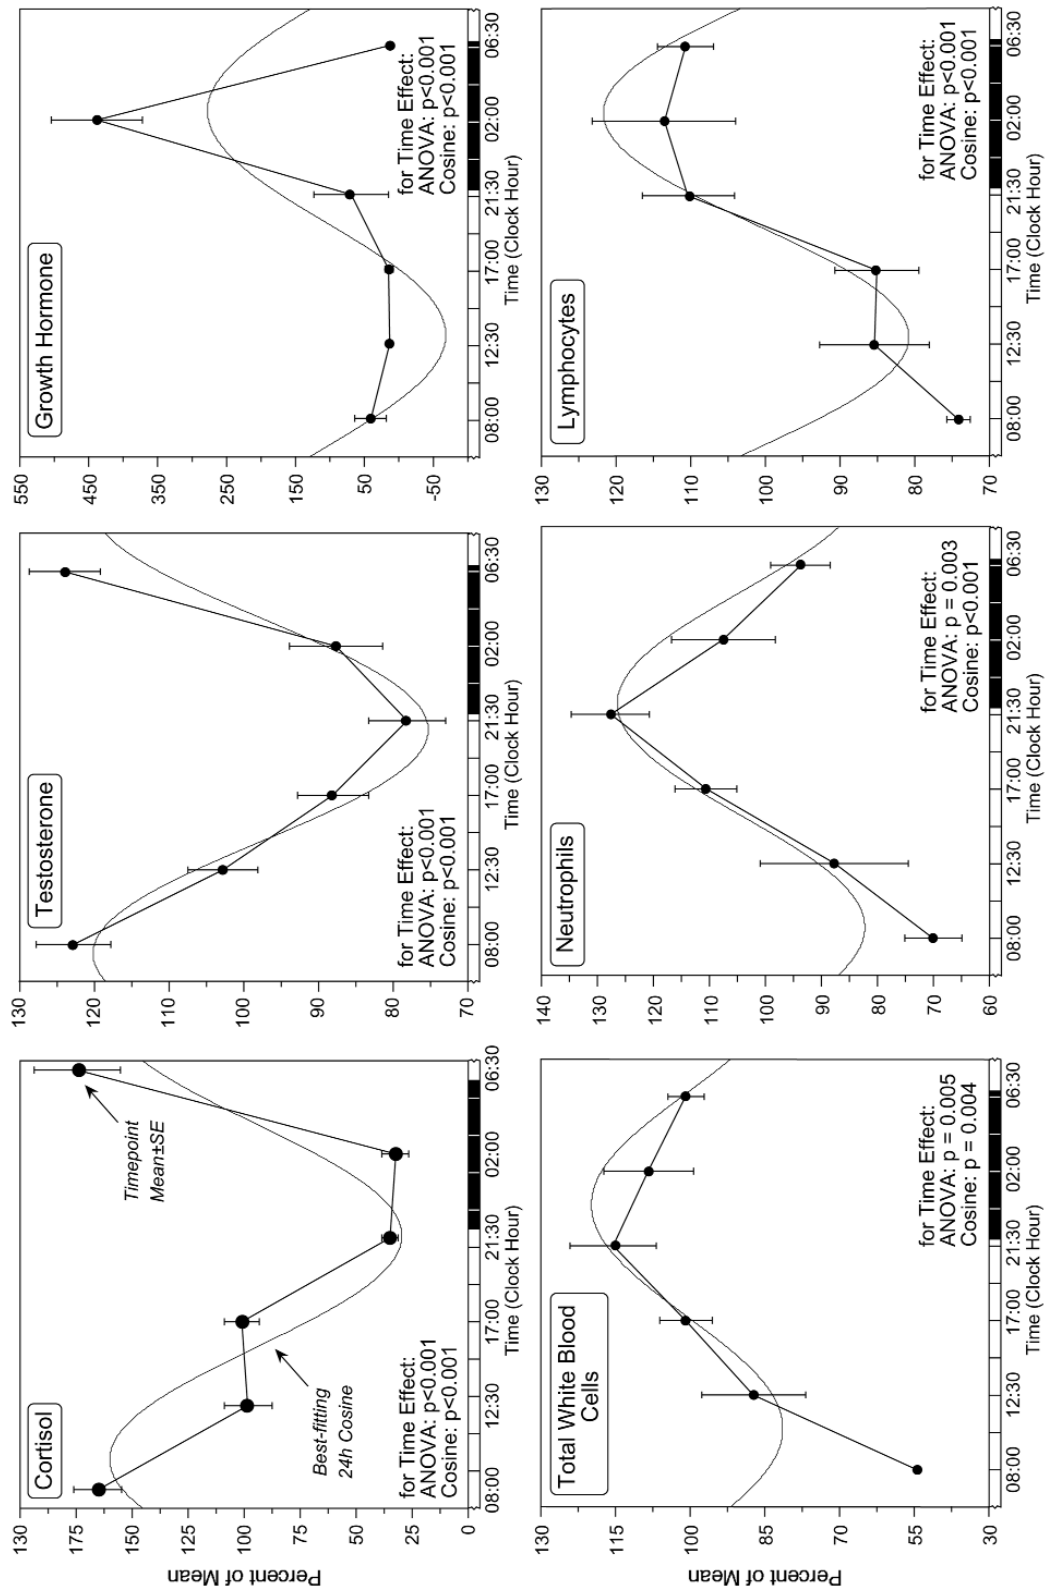 Cortisol
Percent of Mean
130
175
150
125
100
75
50
25
0
Timepoint
Mean±SE
Best-fitting
24h Cosine
for Time Effect:
ANOVA: p<0.001
Cosine: p<0.001
08:00 12:30 17:00 21:30 02:00 06:30
Time (Clock Hour)
Testosterone
130
120
110
100
90
80
70
for Time Effect:
ANOVA: p<0.001
Cosine: p<0.001
08:00 12:30 17:00 21:30 02:00 06:30
Time (Clock Hour)
Growth Hormone
550
450
350
250
150
50
-50
for Time Effect:
ANOVA: p<0.001
Cosine: p<0.001
08:00 12:30 17:00 21:30 02:00 06:30
Time (Clock Hour)
Total White Blood
Cells
Percent of Mean
130
115
100
85
70
55
30
for Time Effect:
ANOVA: p = 0.005
Cosine: p = 0.004
08:00 12:30 17:00 21:30 02:00 06:30
Time (Clock Hour)
Neutrophils
140
130
120
110
100
90
80
70
60
for Time Effect:
ANOVA: p = 0.003
Cosine: p<0.001
08:00 12:30 17:00 21:30 02:00 06:30
Time (Clock Hour)
Lymphocytes
130
120
110
100
90
80
70
for Time Effect:
ANOVA: p<0.001
Cosine: p<0.001
08:00 12:30 17:00 21:30 02:00 06:30
Time (Clock Hour)